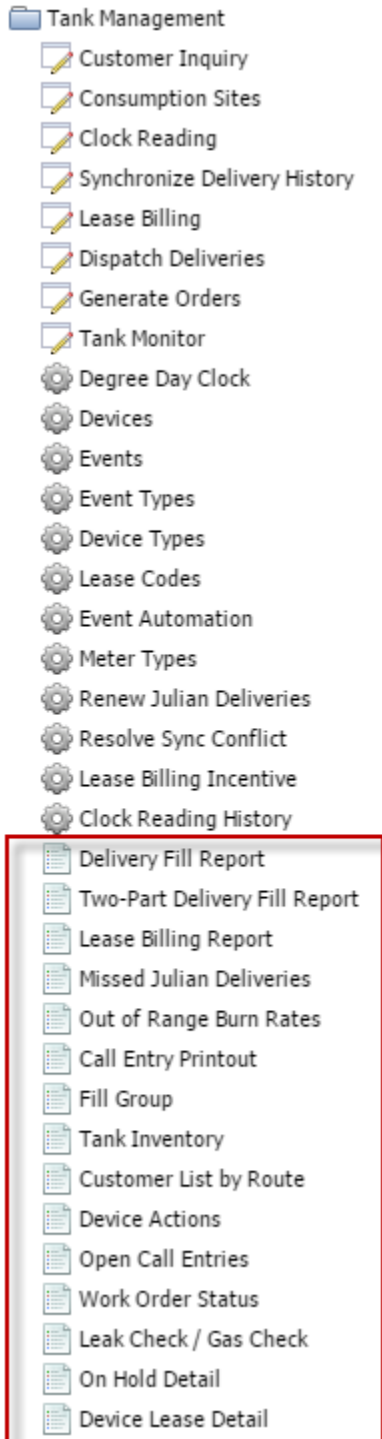 Tank Management
Customer Inquiry
Consumption Sites
Clock Reading
Synchronize Delivery History
Lease Billing
Dispatch Deliveries
Generate Orders
Tank Monitor
Degree Day Clock
Devices
Events
Event Types
Device Types
Lease Codes
Event Automation
Meter Types
Renew Julian Deliveries
Resolve Sync Conflict
Lease Billing Incentive
Clock Reading History
Delivery Fill Report
Two-Part Delivery Fill Report
Lease Billing Report
Missed Julian Deliveries
Out of Range Burn Rates
Call Entry Printout
Fill Group
Tank Inventory
Customer List by Route
Device Actions
Open Call Entries
Work Order Status
Leak Check / Gas Check
On Hold Detail
Device Lease Detail